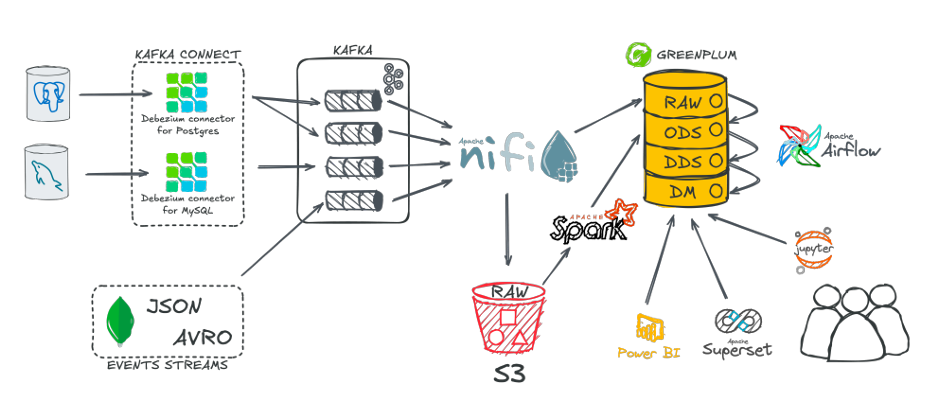 KAFKA CONNECT
Debezium connector
for Postgres
Debezium connector
for MySQL
JSON
AVRO
EVENTS STREAMS
KAFKA
Apache
nifi
RAW
S3
APACHE
Spark
GREENPLUM
RAW
ODS
DDS
DM
Apache
Airflow
jupyter
Power BI
Apache
Superset